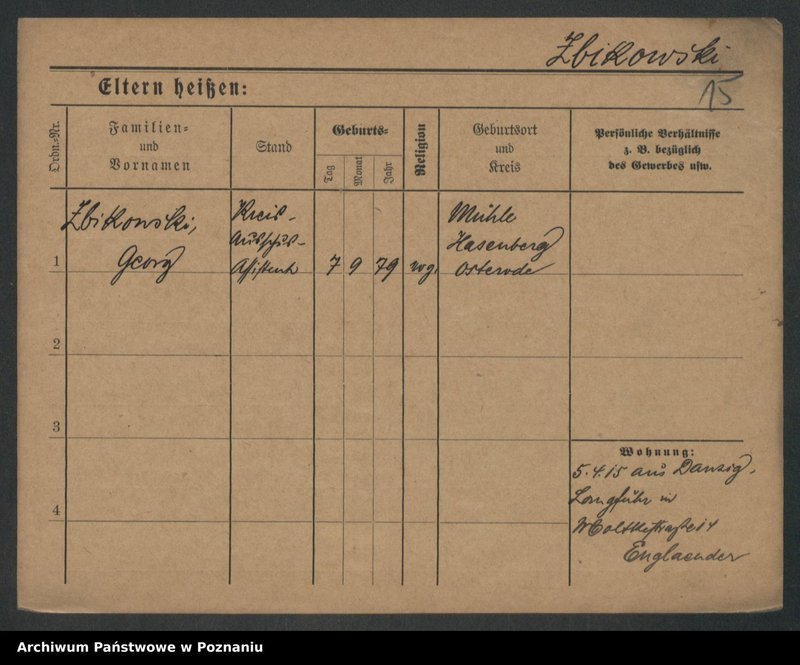 Zbikowski
15
Eltern heißen:
Ordn.-Nr.
Familien-
und
Vornamen
Stand
Geburts-
Tag
Monat
Jahr
Religion
Geburtsort
und
Kreis
Persönliche Verhältnisse
z. B. bezüglich
des Gewerbes usw.
1
Zbikowski,
Georg
Kreis-
Ausschus-
Assistent
7 9 79
Mühle
Hasenberg
Osterode
2
3
4
Wohnung:
5.4.15 aus Danzig,
Langfuhr in
Englaender
Archiwum Państwowe w Poznaniu